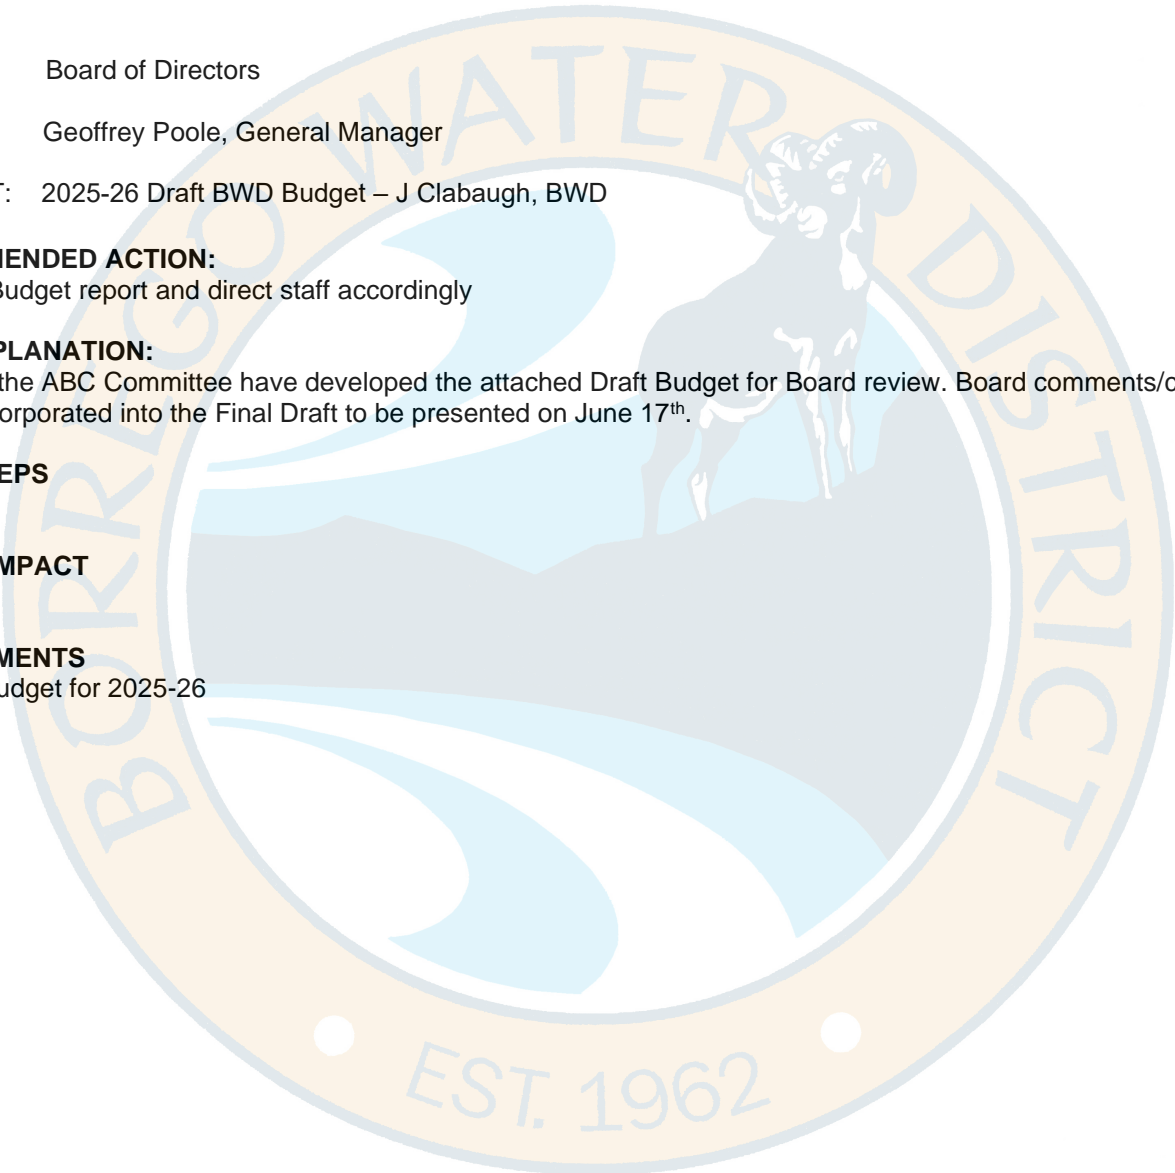 Board of Directors
Geoffrey Poole, General Manager
T: 2025-26 Draft BWD Budget – J Clabaugh, BWD
MENDED ACTION:
Budget report and direct staff accordingly
PLANATION:
the ABC Committee have developed the attached Draft Budget for Board review. Board comments/c
orporated into the Final Draft to be presented on June 17th.
EPS
MPACT
MENTS
udget for 2025-26
BORREGO WATER DISTRICT
EST. 1962